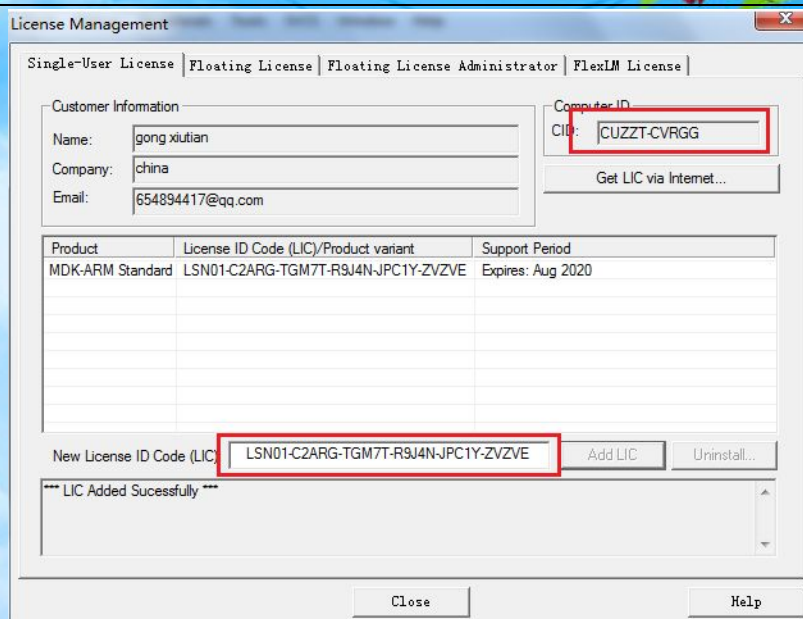 License Management
Single-User License Floating License Floating License Administrator FlexLM License
Customer Information
Name: gong xiutian
Company: china
Email: 654894417@qq.com
Computer ID
CID: CUZZT-CVRGG
Get LIC via Internet...
Product License ID Code (LIC)/Product variant Support Period
MDK-ARM Standard LSN01-C2ARG-TGM7T-R9J4N-JPC1Y-ZVZVE Expires: Aug 2020
New License ID Code (LIC) LSN01-C2ARG-TGM7T-R9J4N-JPC1Y-ZVZVE Add LIC Uninstall...
*** LIC Added Sucessfully ***
Close Help